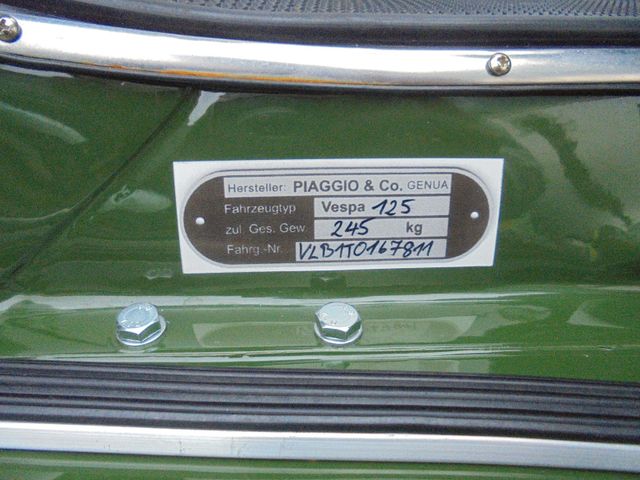 Hersteller: PIAGGIO & Co. GENUA
Fahrzeugtyp Vespa 125
zul. Ges. Gew. 245 kg
Fahrg.-Nr. VLB1T0167811